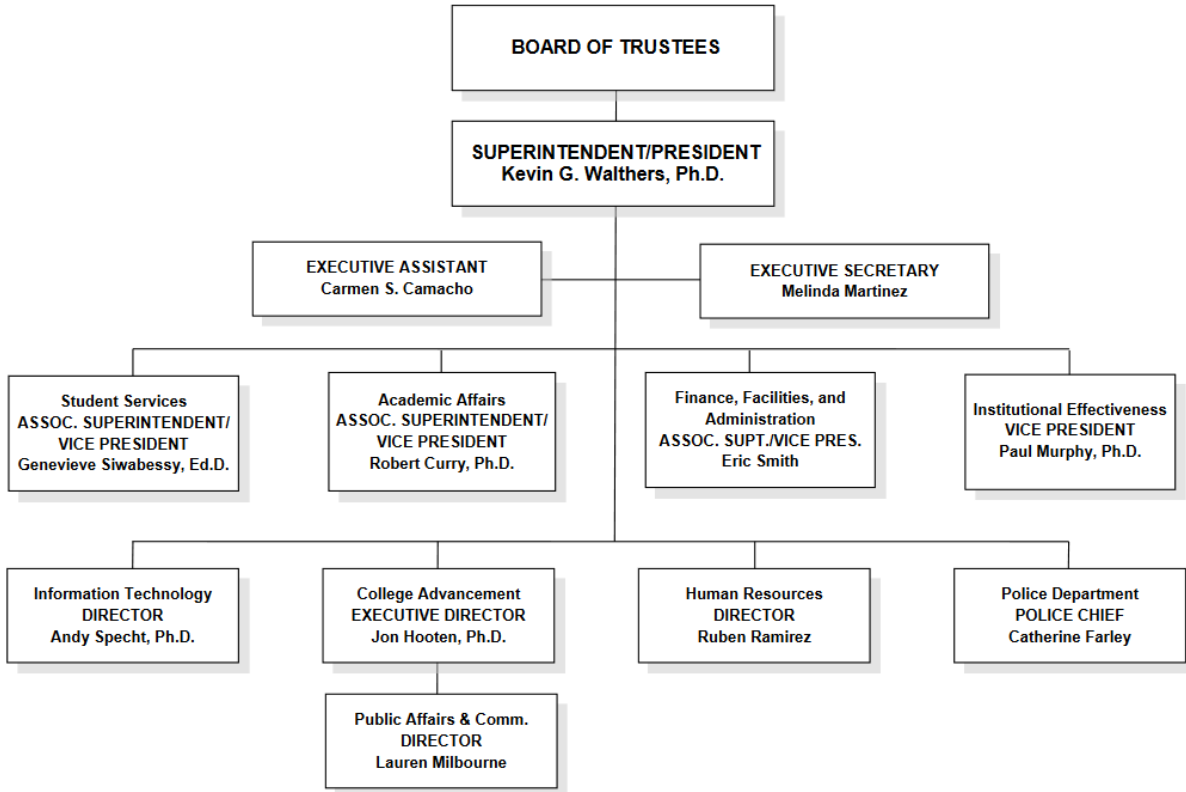 BOARD OF TRUSTEES
SUPERINTENDENT/PRESIDENT
Kevin G. Walthers, Ph.D.
EXECUTIVE ASSISTANT
Carmen S. Camacho
EXECUTIVE SECRETARY
Melinda Martinez
Student Services
ASSOC. SUPERINTENDENT/
VICE PRESIDENT
Genevieve Siwabessy, Ed.D.
Academic Affairs
ASSOC. SUPERINTENDENT/
VICE PRESIDENT
Robert Curry, Ph.D.
Finance, Facilities, and
Administration
ASSOC. SUPT./VICE PRES.
Eric Smith
Institutional Effectiveness
VICE PRESIDENT
Paul Murphy, Ph.D.
Information Technology
DIRECTOR
Andy Specht, Ph.D.
College Advancement
EXECUTIVE DIRECTOR
Jon Hooten, Ph.D.
Human Resources
DIRECTOR
Ruben Ramirez
Police Department
POLICE CHIEF
Catherine Farley
Public Affairs & Comm.
DIRECTOR
Lauren Milbourne